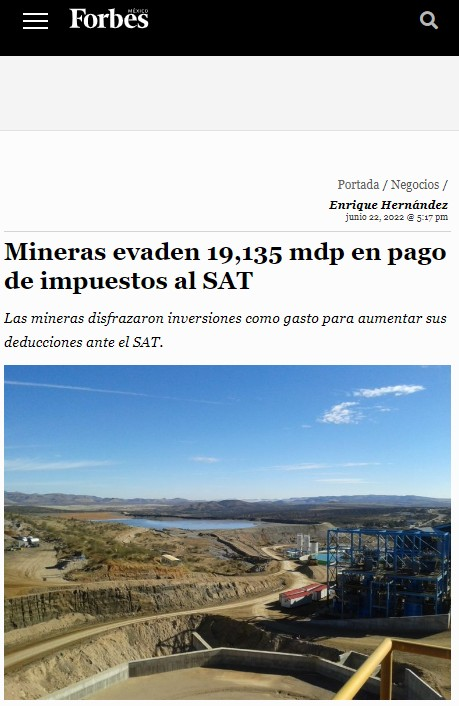 Forbes
MÉXICO
Portada / Negocios /
Enrique Hernández
junio 22, 2022 @ 5:17 pm
Mineras evaden 19,135 mdp en pago
de impuestos al SAT
Las mineras disfrazaron inversiones como gasto para aumentar sus
deducciones ante el SAT.